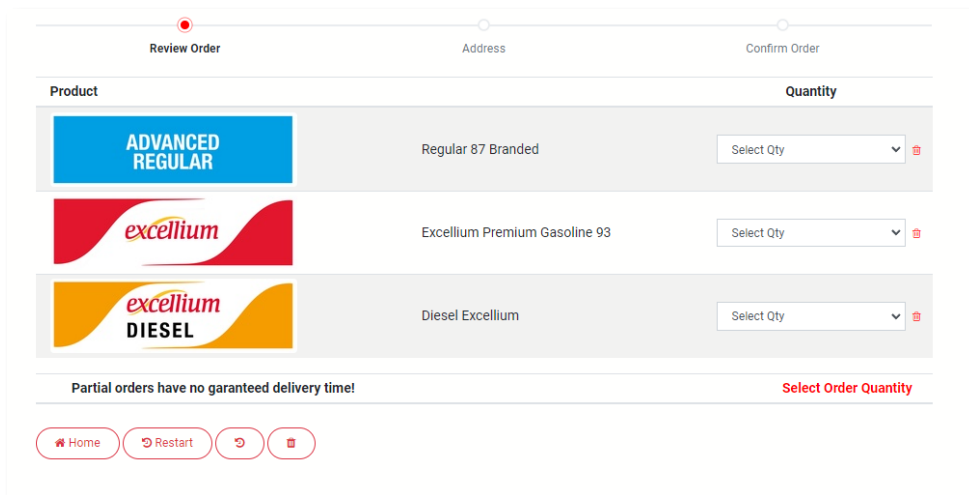 Review Order Address Confirm Order
Product Quantity
ADVANCED
REGULAR
Regular 87 Branded Select Qty
excellium
Excellium Premium Gasoline 93 Select Qty
excellium
DIESEL
Diesel Excellium Select Qty
Partial orders have no garanteed delivery time! Select Order Quantity
Home Restart